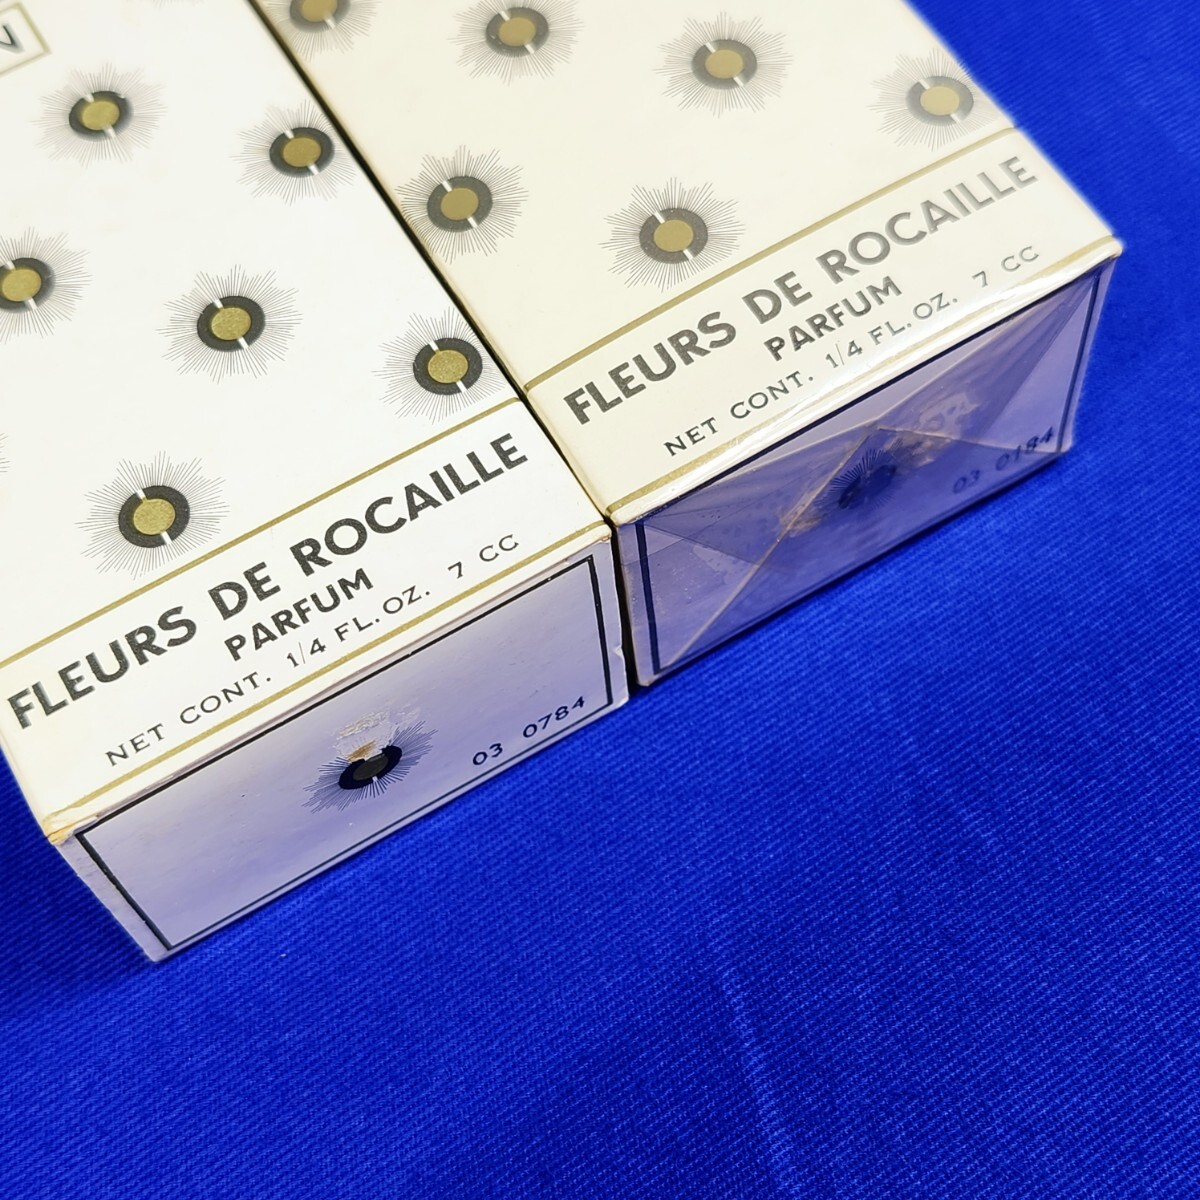 N
FLEURS DE ROCAILLE
PARFUM
NET CONT. 1/4 FL. OZ. 7 CC
03 0784
FLEURS DE ROCAILLE
PARFUM
NET CONT. 1/4 FL. OZ. 7 CC
03 0184